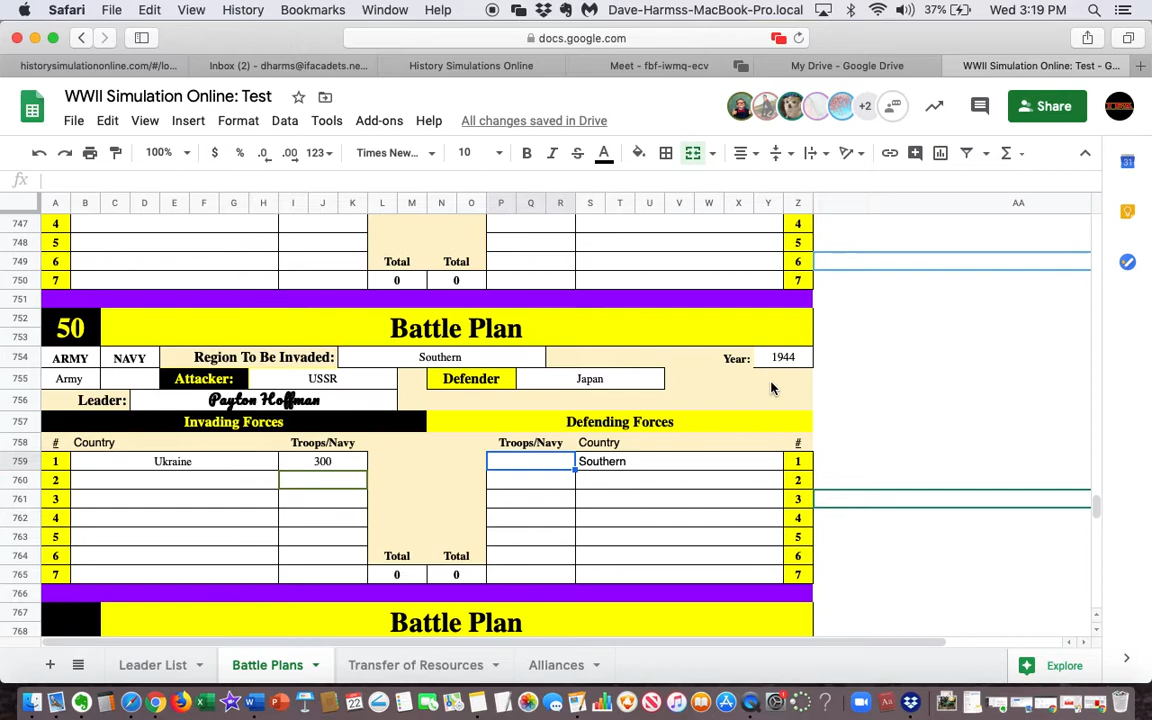 Safari File Edit View History Bookmarks Window Help Dave-Harmss-MacBook-Pro.local 37% Wed 3:19 PM
docs.google.com
historysimulationonline.com/#/lo... Inbox (2) - dharms@ifacadets.ne... History Simulations Online Meet - fbf-iwmq-ecv My Drive - Google Drive WWII Simulation Online: Test - G...
WWII Simulation Online: Test
File Edit View Insert Format Data Tools Add-ons Help All changes saved in Drive +2 Share
100% $ % .0 .00 123 Times New... 10 B I S A
fx
A B C D E F G H I J K L M N O P Q R S T U V W X Y Z AA
747 4 4
748 5 5
749 6 Total Total 6
750 7 0 0 7
751
752 50 Battle Plan
753
754 ARMY NAVY Region To Be Invaded: Southern Year: 1944
755 Army Attacker: USSR Defender Japan
756 Leader: Payton Hoffman
757 Invading Forces Defending Forces
758 # Country Troops/Navy Troops/Navy Country #
759 1 Ukraine 300 Southern 1
760 2 2
761 3 3
762 4 4
763 5 5
764 6 Total Total 6
765 7 0 0 7
766
767 Battle Plan
768
Leader List Battle Plans Transfer of Resources Alliances Explore